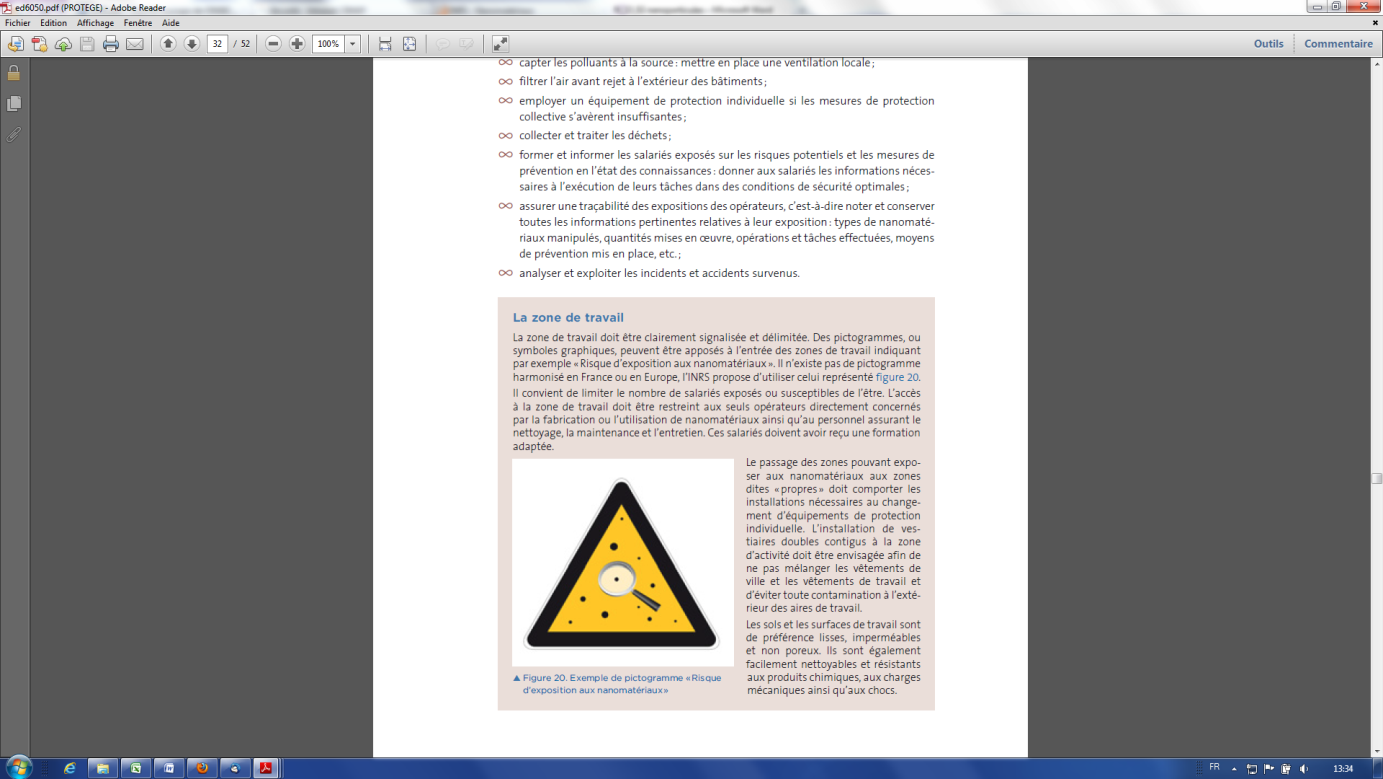 ed6050.pdf (PROTEGE) - Adobe Reader
Fichier Edition Affichage Fenêtre Aide
32 / 52 100% Outils Commentaire
∞ capter les polluants à la source : mettre en place une ventilation locale ;
∞ filtrer l’air avant rejet à l’extérieur des bâtiments ;
∞ employer un équipement de protection individuelle si les mesures de protection
collective s’avèrent insuffisantes ;
∞ collecter et traiter les déchets ;
∞ former et informer les salariés exposés sur les risques potentiels et les mesures de
prévention en l’état des connaissances : donner aux salariés les informations néces-
saires à l’exécution de leurs tâches dans des conditions de sécurité optimales ;
∞ assurer une traçabilité des expositions des opérateurs, c’est-à-dire noter et conserver
toutes les informations pertinentes relatives à leur exposition : types de nanomaté-
riaux manipulés, quantités mises en œuvre, opérations et tâches effectuées, moyens
de prévention mis en place, etc. ;
∞ analyser et exploiter les incidents et accidents survenus.
La zone de travail
La zone de travail doit être clairement signalisée et délimitée. Des pictogrammes, ou
symboles graphiques, peuvent être apposés à l’entrée des zones de travail indiquant
par exemple « Risque d’exposition aux nanomatériaux ». Il n’existe pas de pictogramme
harmonisé en France ou en Europe, l’INRS propose d’utiliser celui représenté figure 20.
Il convient de limiter le nombre de salariés exposés ou susceptibles de l’être. L’accès
à la zone de travail doit être restreint aux seuls opérateurs directement concernés
par la fabrication ou l’utilisation de nanomatériaux ainsi qu’au personnel assurant le
nettoyage, la maintenance et l’entretien. Ces salariés doivent avoir reçu une formation
adaptée.
Le passage des zones pouvant expo-
ser aux nanomatériaux aux zones
dites « propres » doit comporter les
installations nécessaires au change-
ment d’équipements de protection
individuelle. L’installation de ves-
tiaires doubles contigus à la zone
d’activité doit être envisagée afin de
ne pas mélanger les vêtements de
ville et les vêtements de travail et
d’éviter toute contamination à l’exté-
rieur des aires de travail.
Les sols et les surfaces de travail sont
de préférence lisses, imperméables
et non poreux. Ils sont également
facilement nettoyables et résistants
aux produits chimiques, aux charges
mécaniques ainsi qu’aux chocs.
▲ Figure 20. Exemple de pictogramme « Risque
d’exposition aux nanomatériaux »
FR 13:34